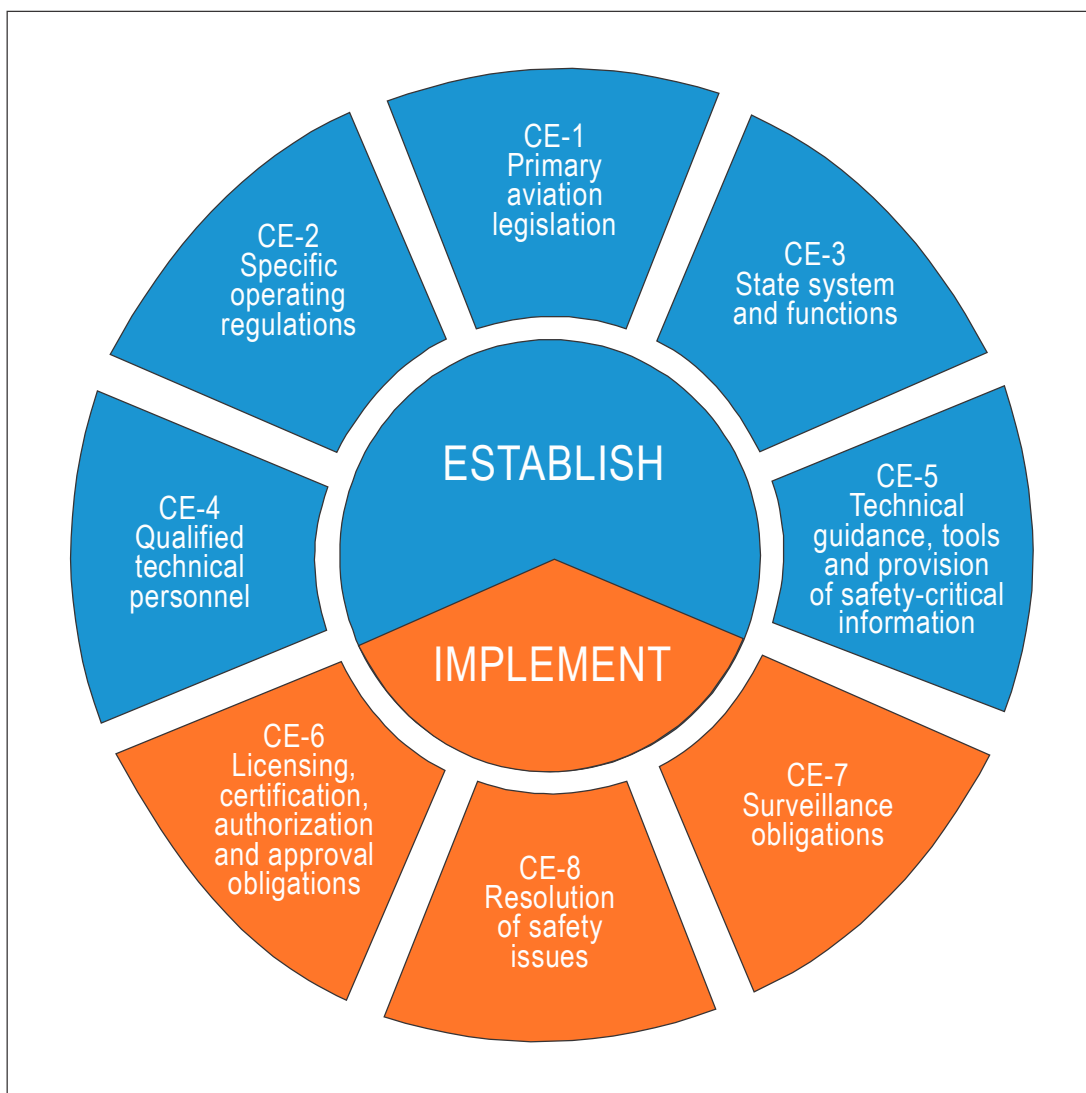 CE-1
Primary
aviation
legislation
CE-2
Specific
operating
regulations
CE-3
State system
and functions
ESTABLISH
CE-4
Qualified
technical
personnel
CE-5
Technical
guidance, tools
and provision
of safety-critical
information
IMPLEMENT
CE-6
Licensing,
certification,
authorization
and approval
obligations
CE-7
Surveillance
obligations
CE-8
Resolution
of safety
issues